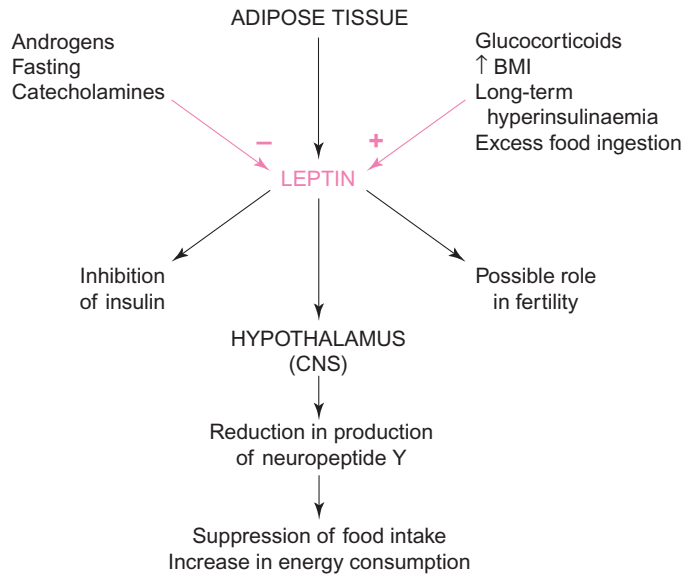 ADIPOSE TISSUE
Androgens
Fasting
Catecholamines
Glucocorticoids
↑ BMI
Long-term
hyperinsulinaemia
Excess food ingestion
–
+
LEPTIN
Inhibition
of insulin
Possible role
in fertility
HYPOTHALAMUS
(CNS)
Reduction in production
of neuropeptide Y
Suppression of food intake
Increase in energy consumption